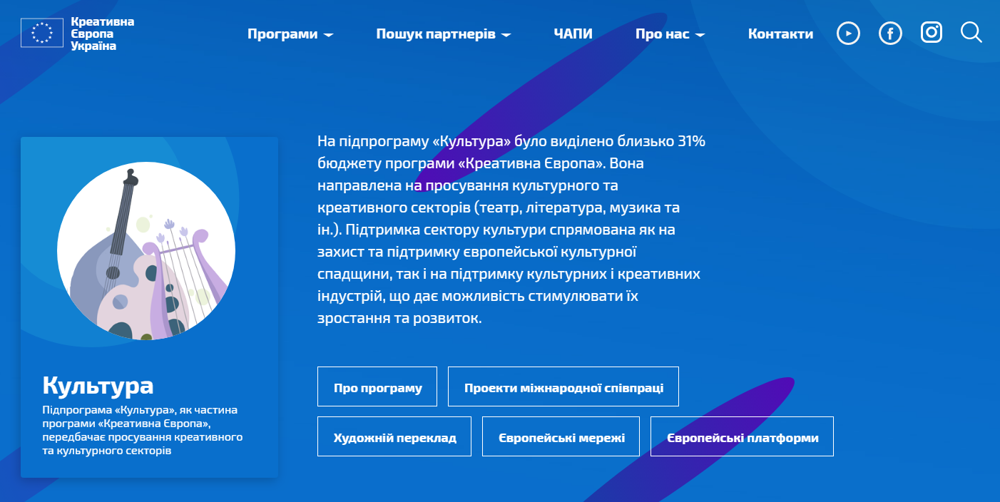 Креативна
Європа
Україна
Програми
Пошук партнерів
ЧАПИ
Про нас
Контакти
На підпрограму «Культура» було виділено близько 31%
бюджету програми «Креативна Європа». Вона
направлена на просування культурного та
креативного секторів (театр, література, музика та
ін.). Підтримка сектору культури спрямована як на
захист та підтримку європейської культурної
спадщини, так і на підтримку культурних і креативних
індустрій, що дає можливість стимулювати їх
зростання та розвиток.
Культура
Підпрограма «Культура», як частина
програми «Креативна Європа»,
передбачає просування креативного
та культурного секторів
Про програму
Проекти міжнародної співпраці
Художній переклад
Європейські мережі
Європейські платформи